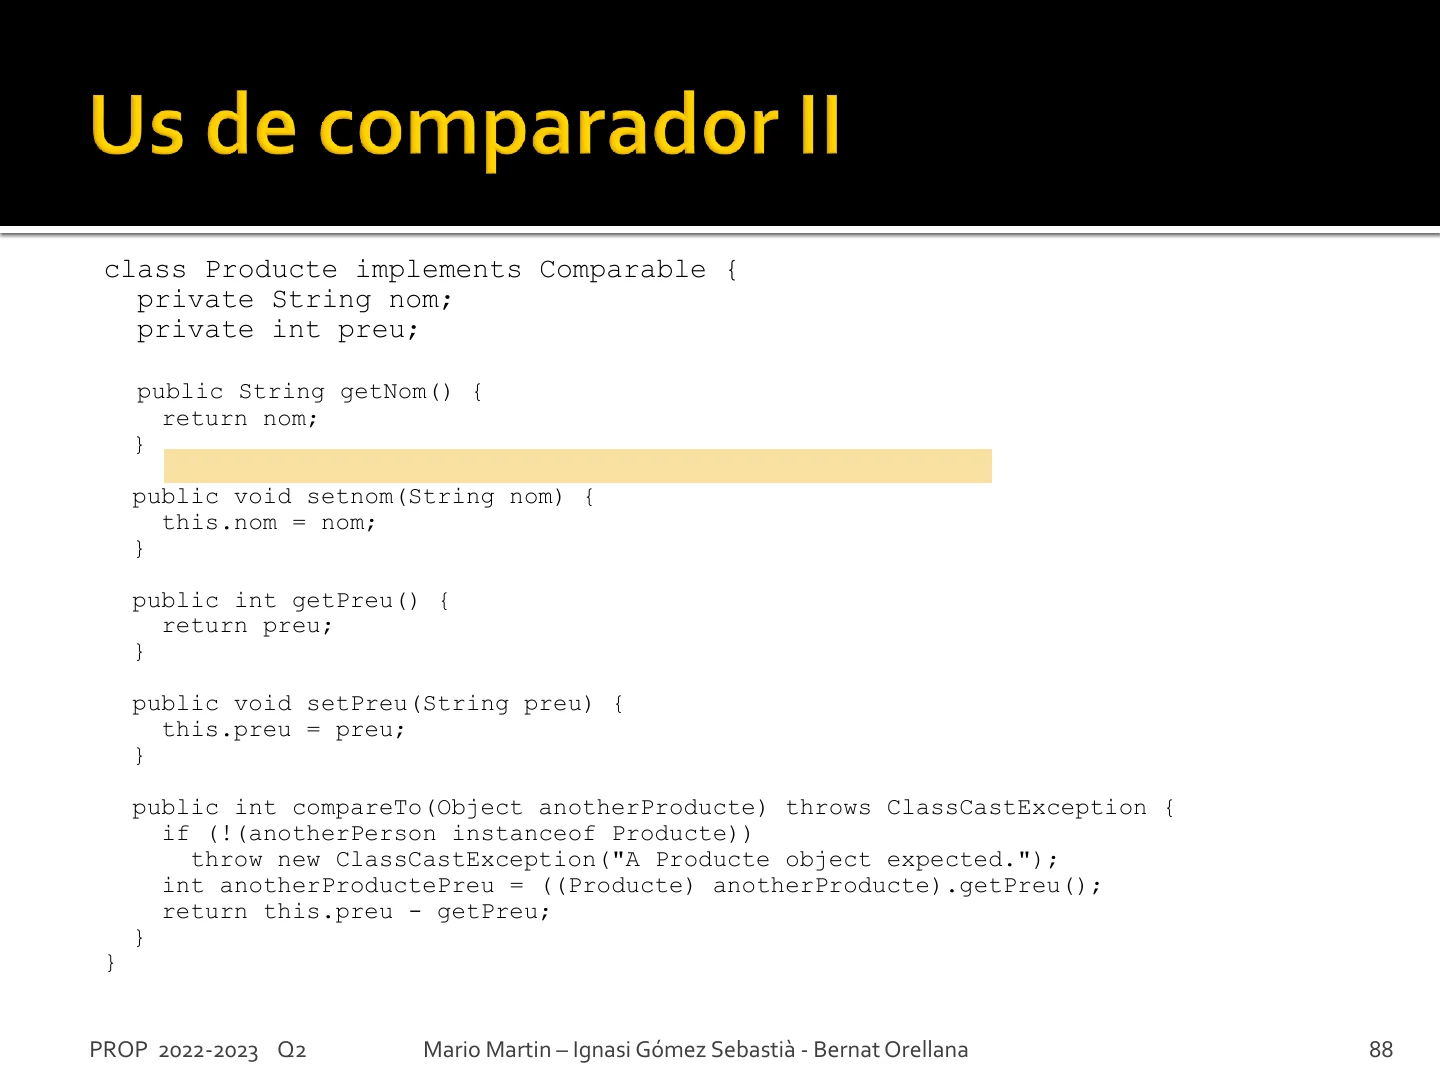 Us de comparador II
class Producte implements Comparable {
private String nom;
private int preu;
public String getNom() {
return nom;
}
public void setnom(String nom) {
this.nom = nom;
}
public int getPreu() {
return preu;
}
public void setPreu(String preu) {
this.preu = preu;
}
public int compareTo(Object anotherProducte) throws ClassCastException {
if (!(anotherPerson instanceof Producte))
throw new ClassCastException("A Producte object expected.");
int anotherProductePreu = ((Producte) anotherProducte).getPreu();
return this.preu - getPreu;
}
}
PROP 2022-2023 Q2 Mario Martin – Ignasi Gómez Sebastià - Bernat Orellana 88